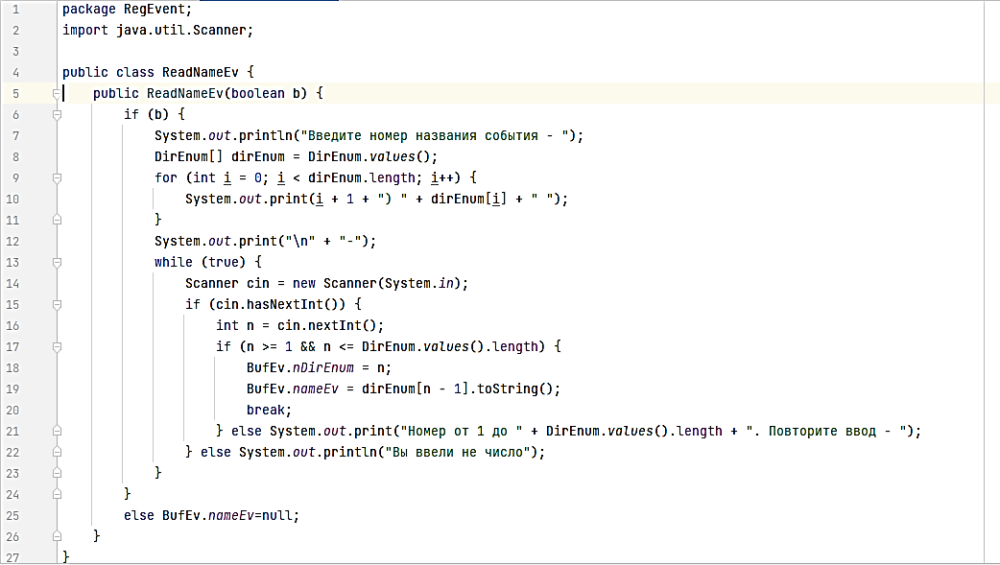 1 package RegEvent;
2 import java.util.Scanner;
3
4 public class ReadNameEv {
5     public ReadNameEv(boolean b) {
6         if (b) {
7             System.out.println("Введите номер названия события - ");
8             DirEnum[] dirEnum = DirEnum.values();
9             for (int i = 0; i < dirEnum.length; i++) {
10                 System.out.print(i + 1 + ") " + dirEnum[i] + " ");
11             }
12             System.out.print("\n" + "-");
13             while (true) {
14                 Scanner cin = new Scanner(System.in);
15                 if (cin.hasNextInt()) {
16                     int n = cin.nextInt();
17                     if (n >= 1 && n <= DirEnum.values().length) {
18                         BufEv.nDirEnum = n;
19                         BufEv.nameEv = dirEnum[n - 1].toString();
20                         break;
21                     } else System.out.print("Номер от 1 до " + DirEnum.values().length + ". Повторите ввод - ");
22                 } else System.out.println("Вы ввели не число");
23             }
24         }
25         else BufEv.nameEv=null;
26     }
27 }